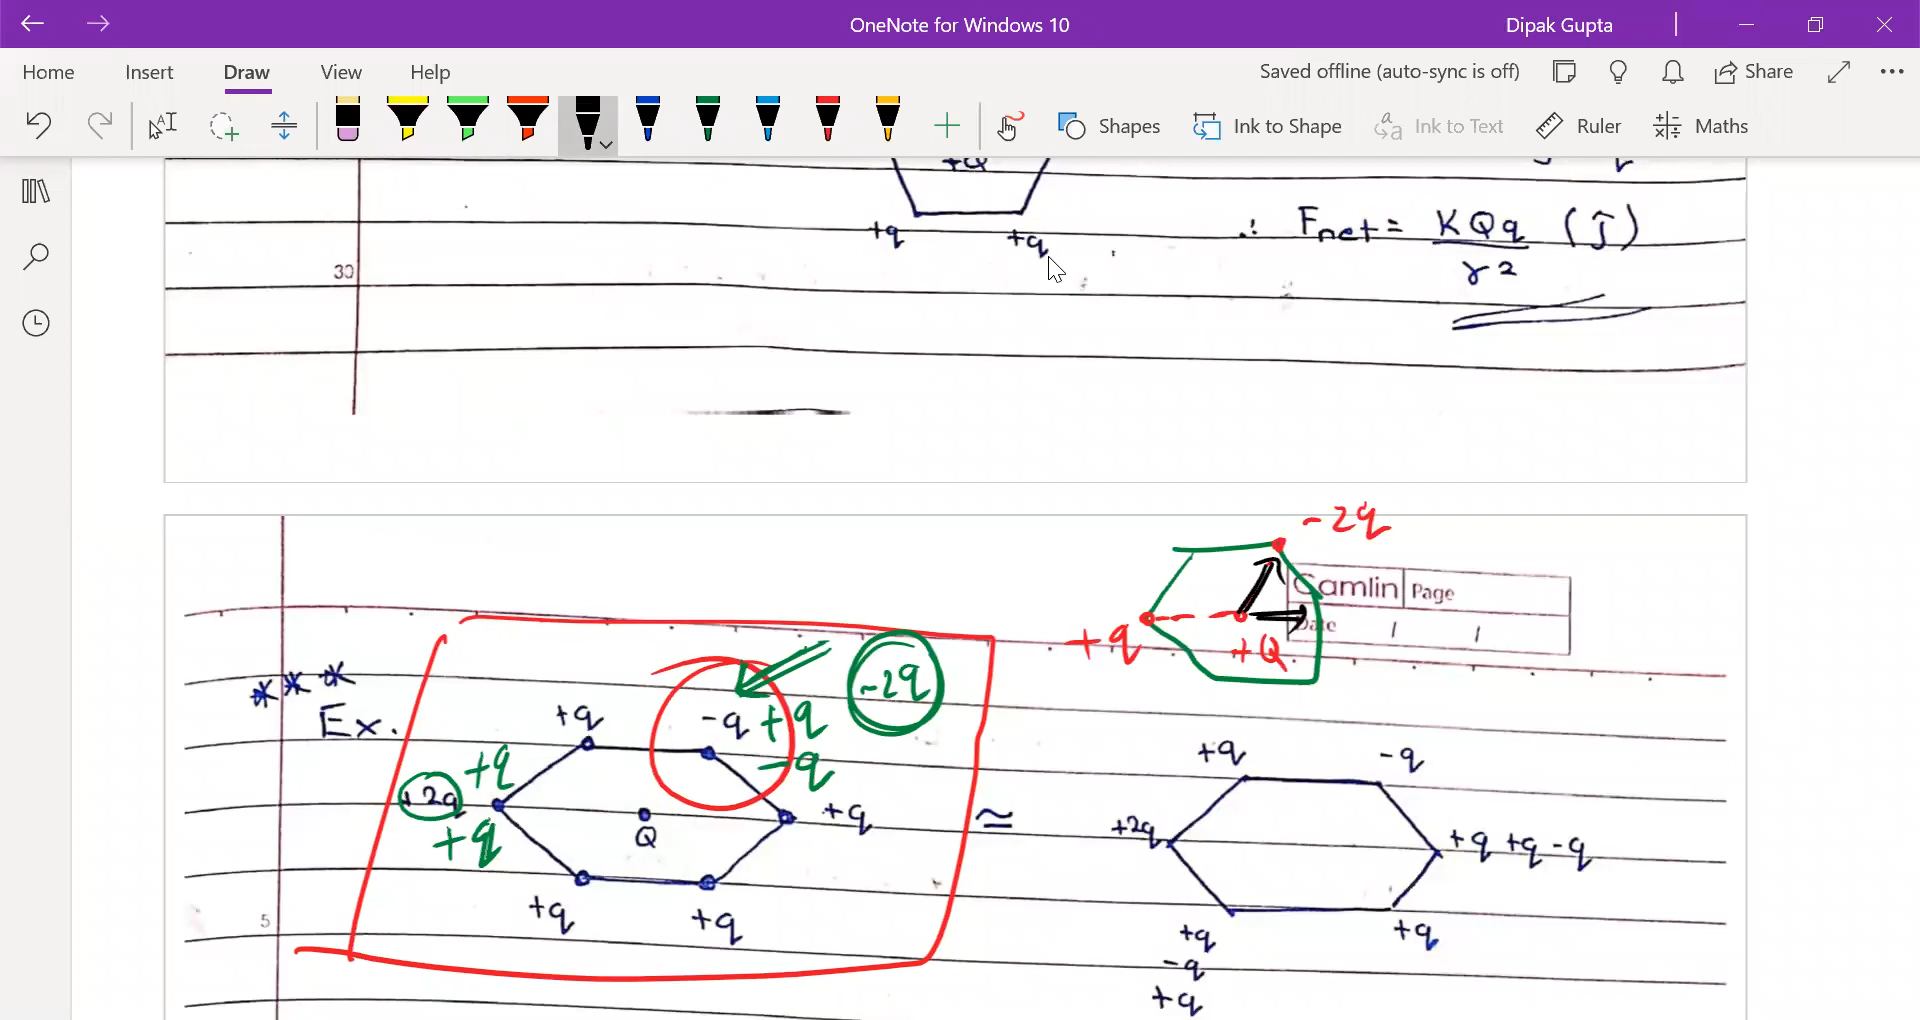 OneNote for Windows 10
Dipak Gupta
Home Insert Draw View Help
Saved offline (auto-sync is off)
Share
Shapes
Ink to Shape
Ink to Text
Ruler
Maths
+Q
+q +q
30
∴ Fnet = KQq (ĵ)
r2
-2q
Camlin Page
Date / /
+q
+Q
***
Ex.
+q -q +q
-q
-2q
+q
+2q
+q
Q
+q
+q +q
≃
+q -q
+2q
+q +q -q
5
+q
-q
+q
+q